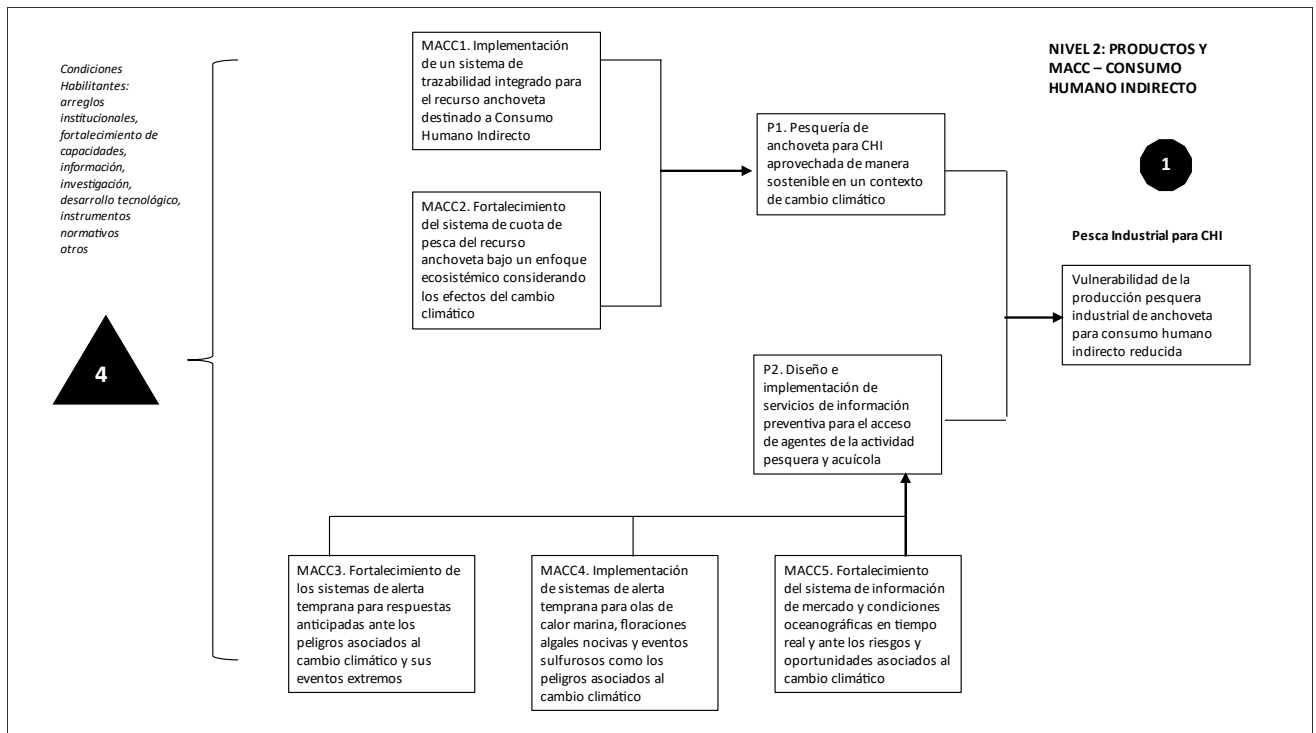 Condiciones
Habilitantes:
arreglos
institucionales,
fortalecimiento de
capacidades,
información,
investigación,
desarrollo tecnológico,
instrumentos
normativos
otros
4
MACC1. Implementación
de un sistema de
trazabilidad integrado para
el recurso anchoveta
destinado a Consumo
Humano Indirecto
MACC2. Fortalecimiento
del sistema de cuota de
pesca del recurso
anchoveta bajo un enfoque
ecosistémico considerando
los efectos del cambio
climático
P1. Pesquería de
anchoveta para CHI
aprovechada de manera
sostenible en un contexto
de cambio climático
P2. Diseño e
implementación de
servicios de información
preventiva para el acceso
de agentes de la actividad
pesquera y acuícola
NIVEL 2: PRODUCTOS Y
MACC – CONSUMO
HUMANO INDIRECTO
1
Pesca Industrial para CHI
Vulnerabilidad de la
producción pesquera
industrial de anchoveta
para consumo humano
indirecto reducida
MACC3. Fortalecimiento de
los sistemas de alerta
temprana para respuestas
anticipadas ante los
peligros asociados al
cambio climático y sus
eventos extremos
MACC4. Implementación
de sistemas de alerta
temprana para olas de
calor marina, floraciones
algales nocivas y eventos
sulfurosos como los
peligros asociados al
cambio climático
MACC5. Fortalecimiento
del sistema de información
de mercado y condiciones
oceanográficas en tiempo
real y ante los riesgos y
oportunidades asociados al
cambio climático